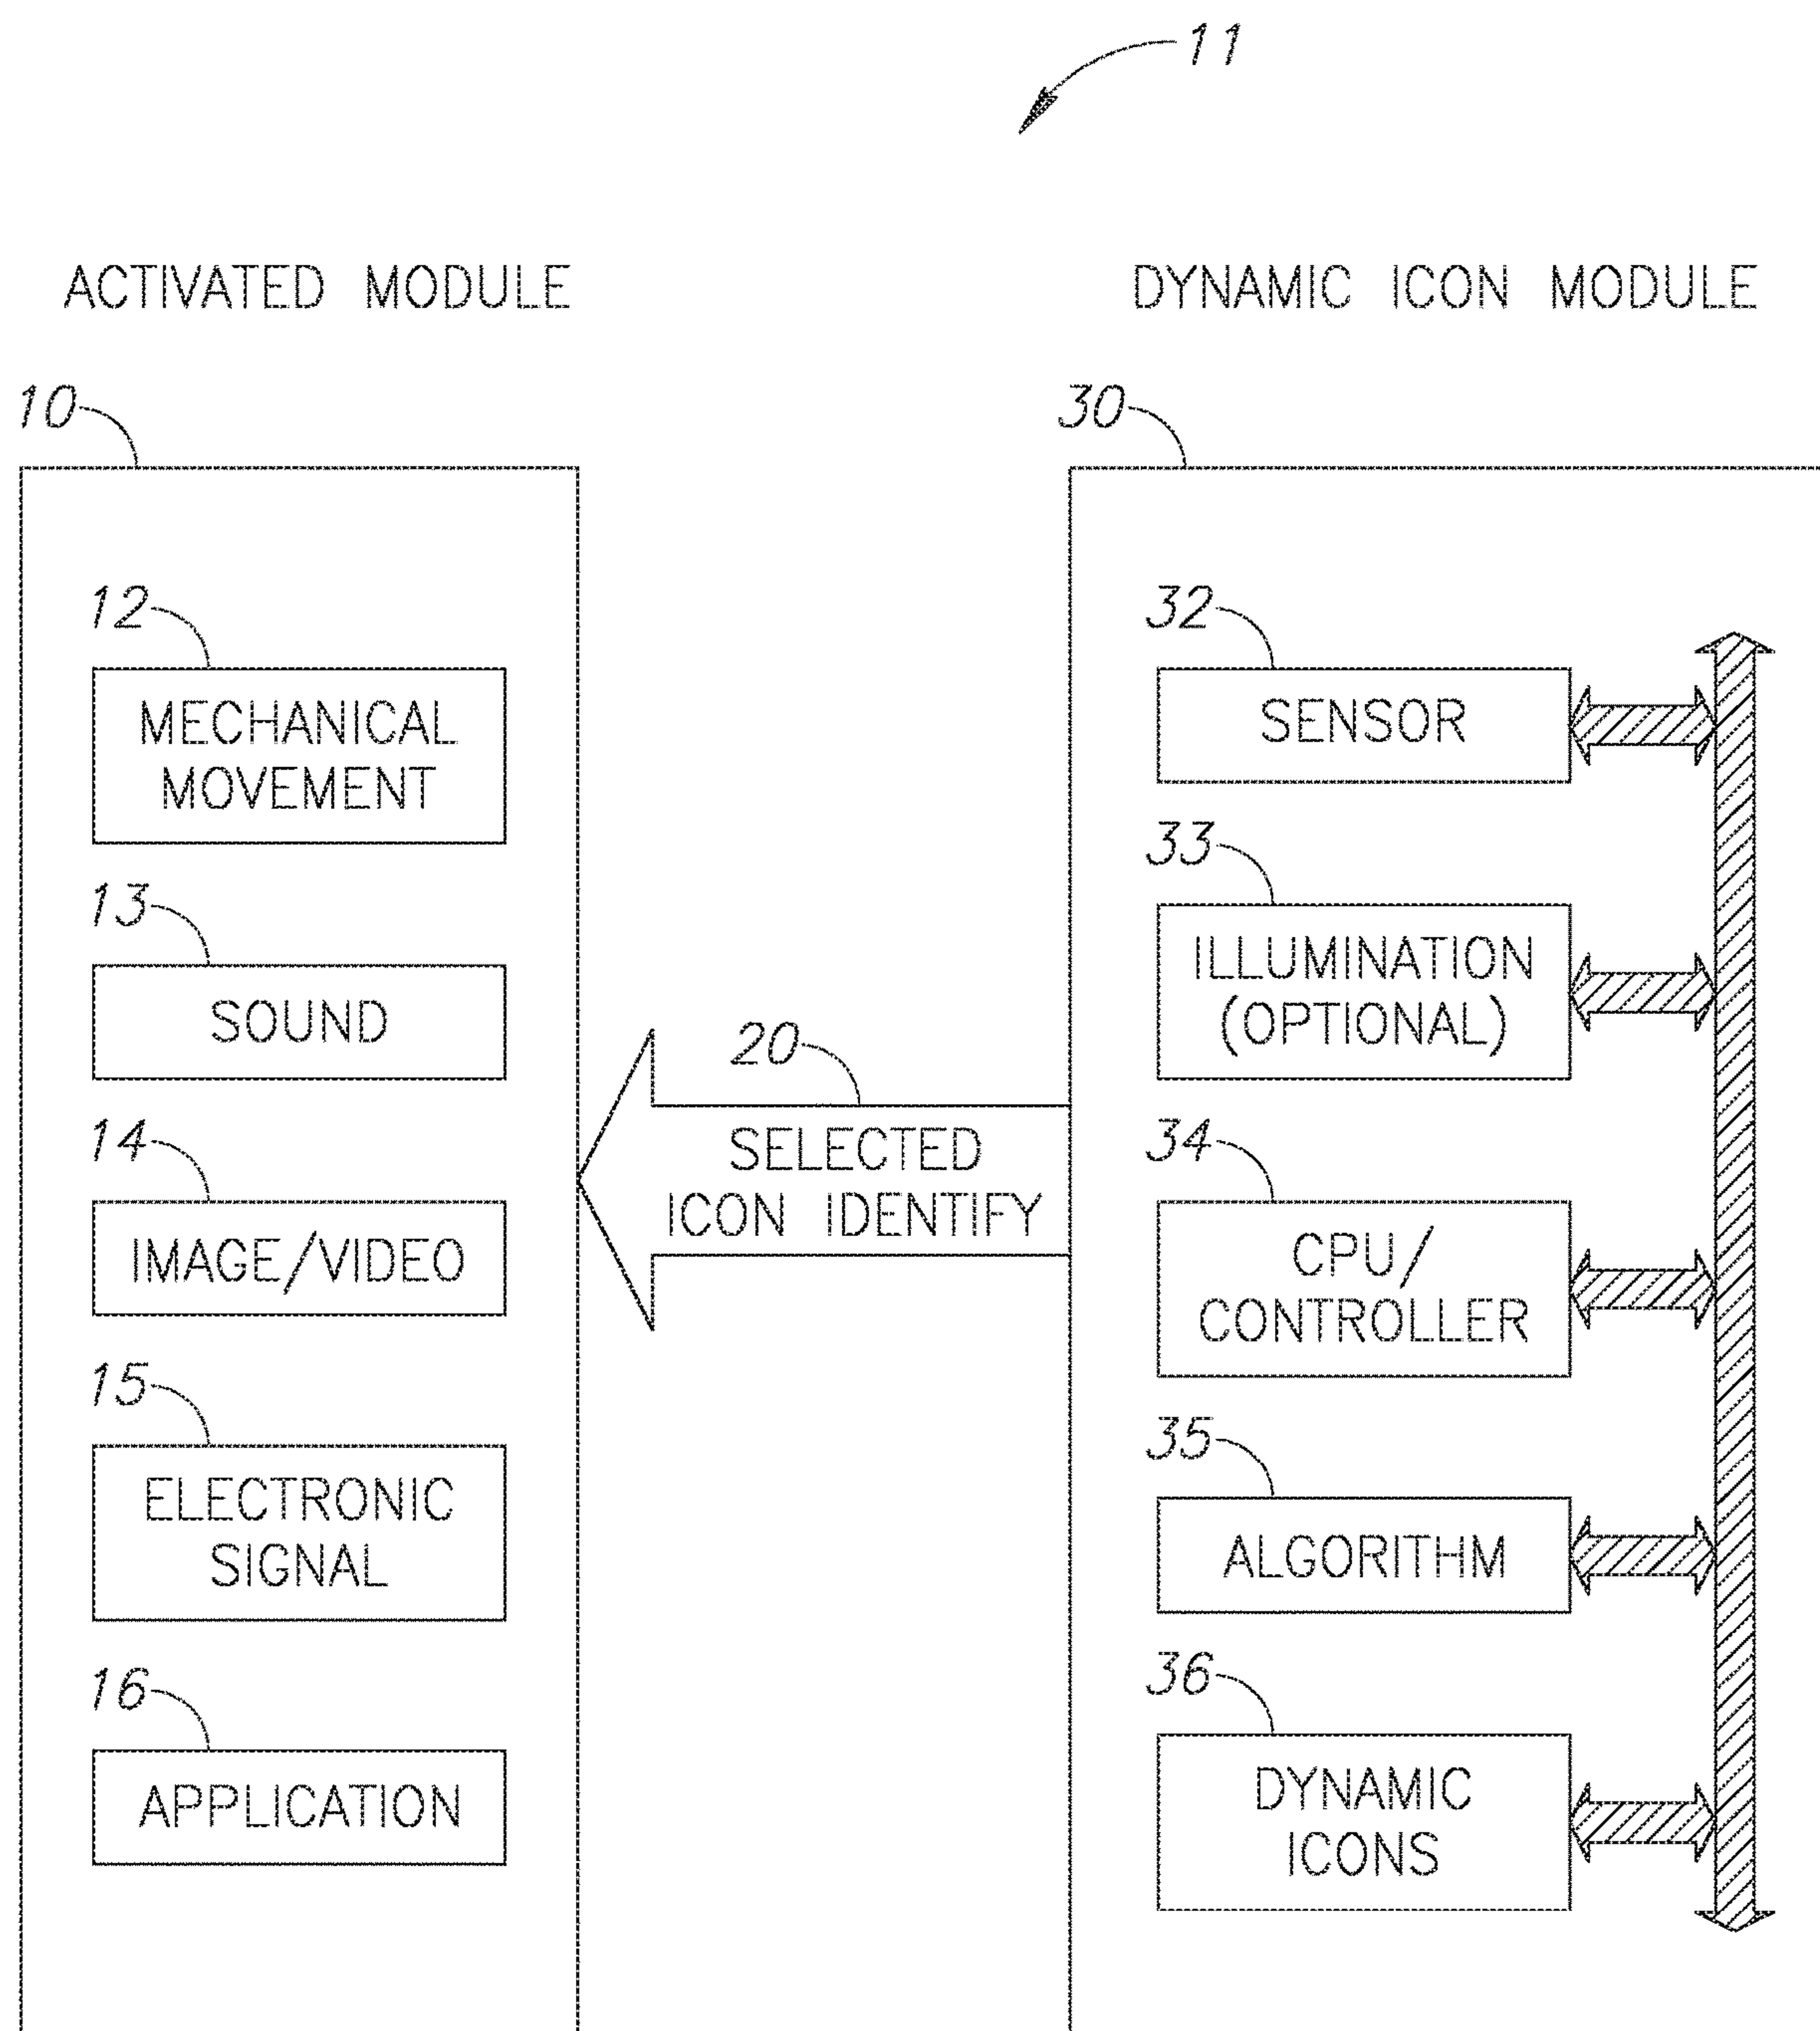 11
ACTIVATED MODULE
10
12
MECHANICAL
MOVEMENT
13
SOUND
14
IMAGE/VIDEO
15
ELECTRONIC
SIGNAL
16
APPLICATION
20
SELECTED
ICON IDENTIFY
DYNAMIC ICON MODULE
30
32
SENSOR
33
ILLUMINATION
(OPTIONAL)
34
CPU/
CONTROLLER
35
ALGORITHM
36
DYNAMIC
ICONS